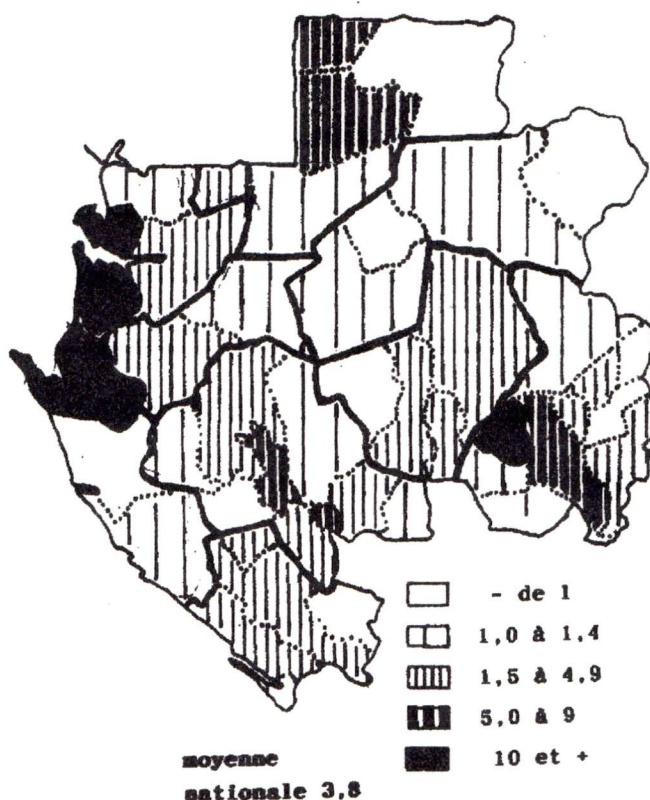 - de 1
1,0 à 1,4
1,5 à 4,9
5,0 à 9
10 et +
moyenne
nationale 3,8